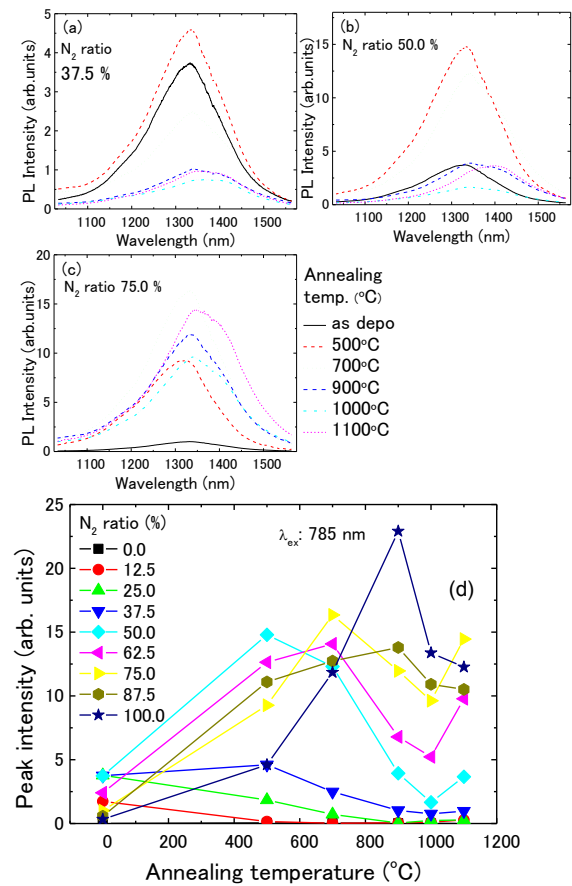 (a)
N₂ ratio
37.5 %
PL Intensity (arb.units)
5
4
3
2
1
0
1100 1200 1300 1400 1500
Wavelength (nm)
(b)
N₂ ratio 50.0 %
PL Intensity (arb.units)
15
10
5
0
1100 1200 1300 1400 1500
Wavelength (nm)
(c)
N₂ ratio 75.0 %
PL Intensity (arb.units)
20
15
10
5
0
1100 1200 1300 1400 1500
Wavelength (nm)
Annealing
temp. (°C)
as depo
500°C
700°C
900°C
1000°C
1100°C
(d)
N₂ ratio (%)
0.0
12.5
25.0
37.5
50.0
62.5
75.0
87.5
100.0
λex: 785 nm
Peak intensity (arb. units)
25
20
15
10
5
0
0 200 400 600 800 1000 1200
Annealing temperature (°C)